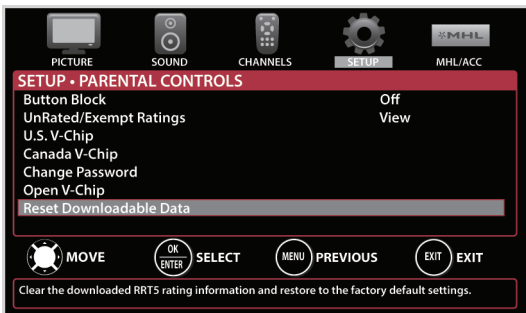 MHL
PICTURE SOUND CHANNELS SETUP MHL/ACC
SETUP • PARENTAL CONTROLS
Button Block Off
UnRated/Exempt Ratings View
U.S. V-Chip
Canada V-Chip
Change Password
Open V-Chip
Reset Downloadable Data
MOVE OK ENTER SELECT MENU PREVIOUS EXIT EXIT
Clear the downloaded RRT5 rating information and restore to the factory default settings.